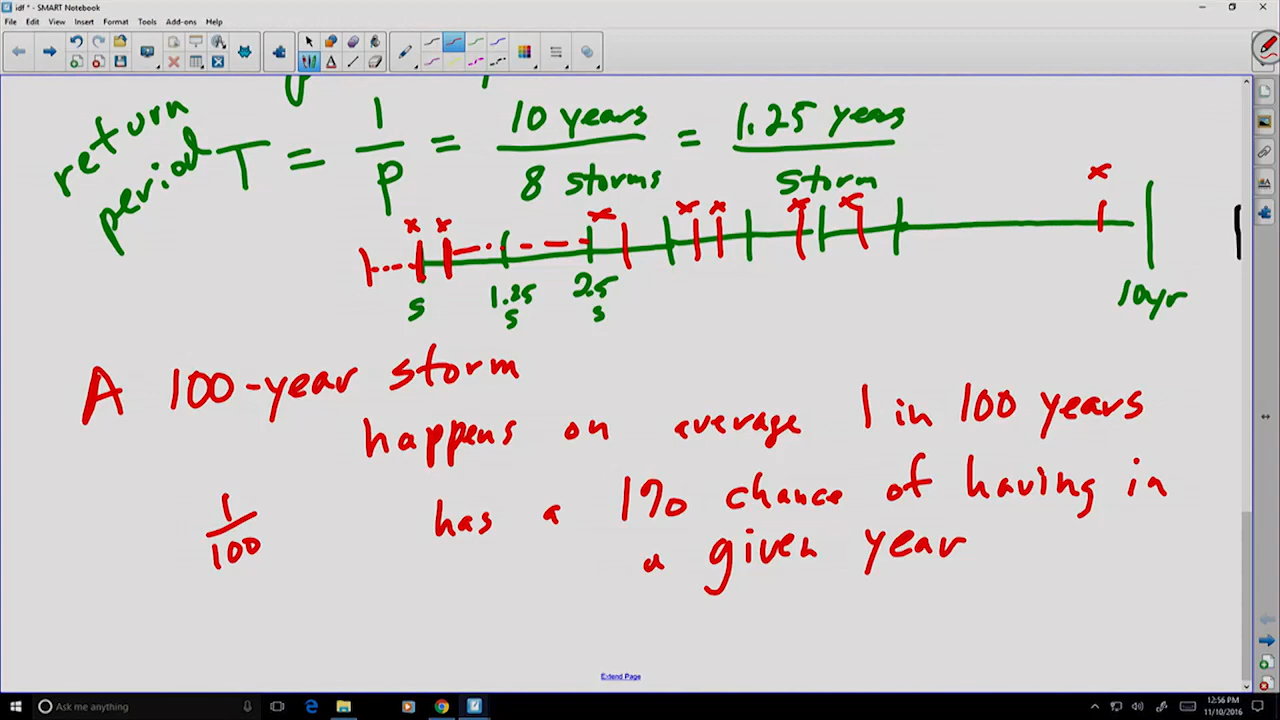 idf * - SMART Notebook
File Edit View Insert Format Tools Add-ons Help
return
period T = 1/p = 10 years/8 storms = 1.25 years/storm
x x x x x x x x
s 1.25 s 2.5 s 10yr
A 100-year storm
happens on average 1 in 100 years
1/100 has a 1% chance of having in
a given year
Extend Page
Ask me anything
12:56 PM
11/10/2016